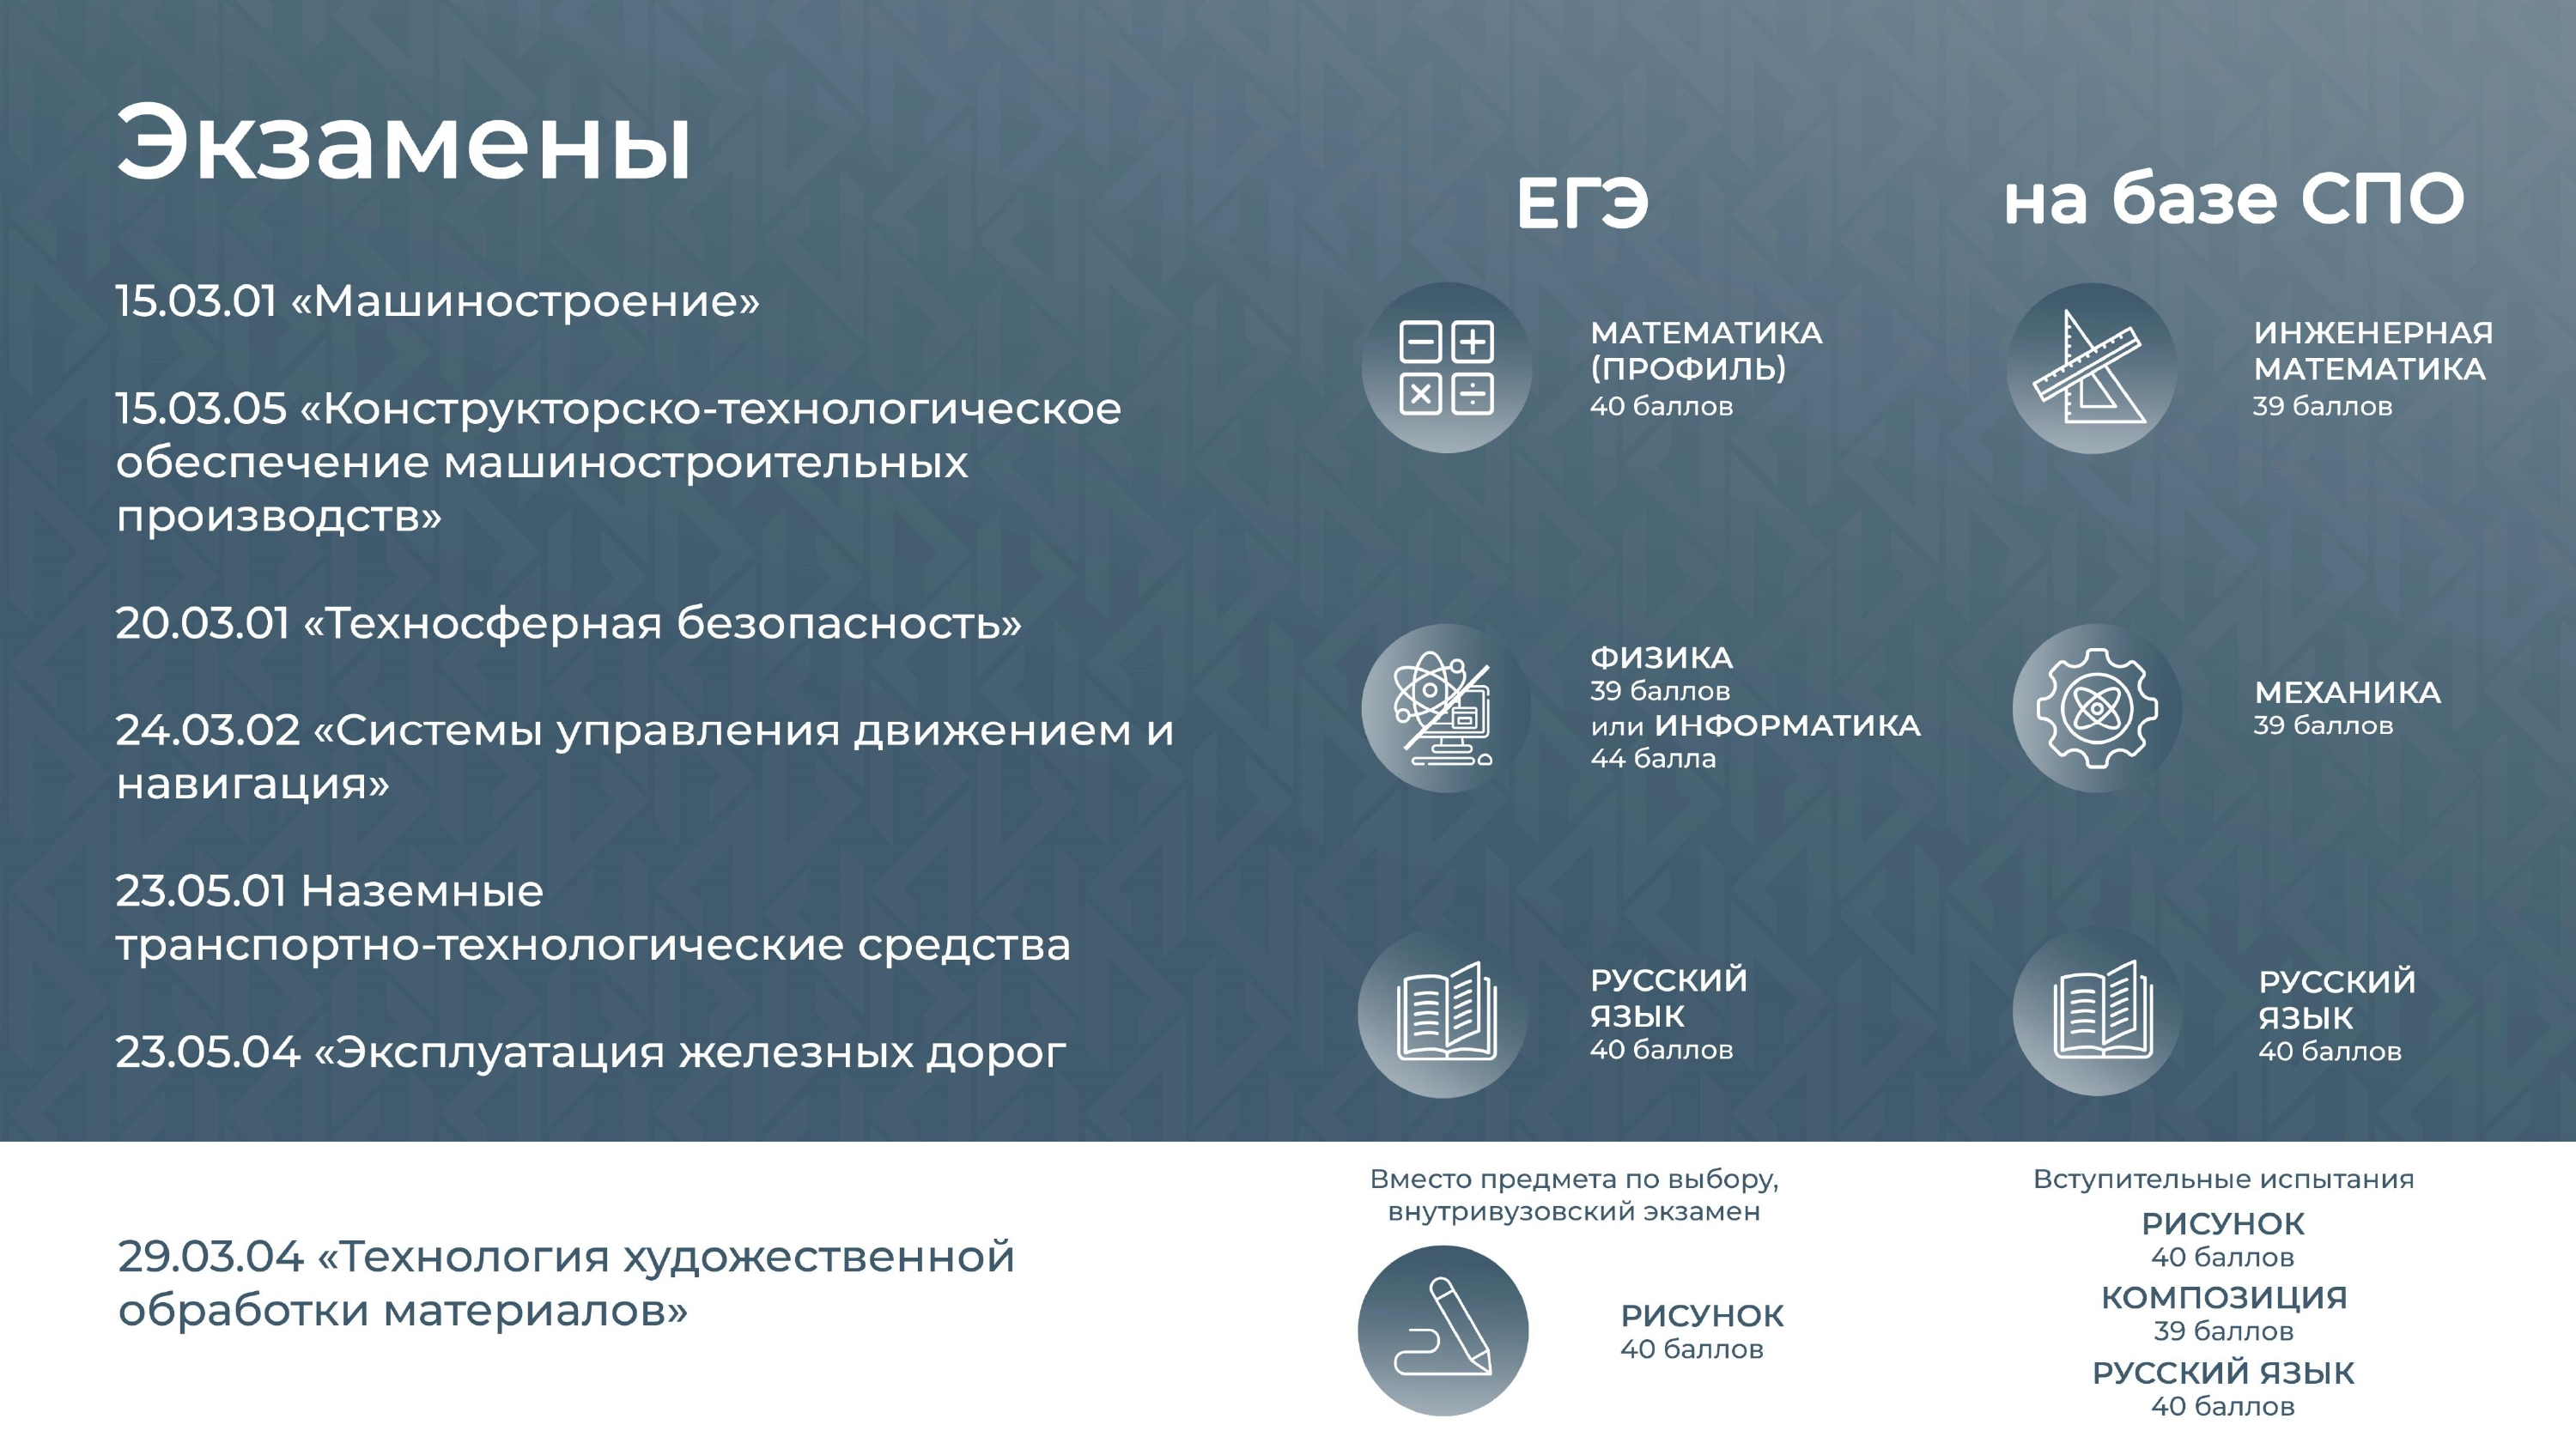 Экзамены
15.03.01 «Машиностроение»
15.03.05 «Конструкторско-технологическое
обеспечение машиностроительных
производств»
20.03.01 «Техносферная безопасность»
24.03.02 «Системы управления движением и
навигация»
23.05.01 Наземные
транспортно-технологические средства
23.05.04 «Эксплуатация железных дорог
ЕГЭ
МАТЕМАТИКА
(ПРОФИЛЬ)
40 баллов
ФИЗИКА
39 баллов
или ИНФОРМАТИКА
44 балла
РУССКИЙ
ЯЗЫК
40 баллов
на базе СПО
ИНЖЕНЕРНАЯ
МАТЕМАТИКА
39 баллов
МЕХАНИКА
39 баллов
РУССКИЙ
ЯЗЫК
40 баллов
29.03.04 «Технология художественной
обработки материалов»
Вместо предмета по выбору,
внутривузовский экзамен
РИСУНОК
40 баллов
Вступительные испытания
РИСУНОК
40 баллов
КОМПОЗИЦИЯ
39 баллов
РУССКИЙ ЯЗЫК
40 баллов